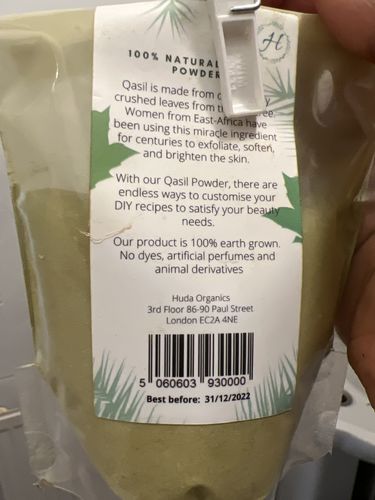 H
100% NATURAL
POWDER
Qasil is made from
crushed leaves from
Women from East-Africa have
been using this miracle ingredient
for centuries to exfoliate, soften,
and brighten the skin.
With our Qasil Powder, there are
endless ways to customise your
DIY recipes to satisfy your beauty
needs.
Our product is 100% earth grown.
No dyes, artificial perfumes and
animal derivatives
Huda Organics
3rd Floor 86-90 Paul Street
London EC2A 4NE
5 060603 930000
Best before: 31/12/2022